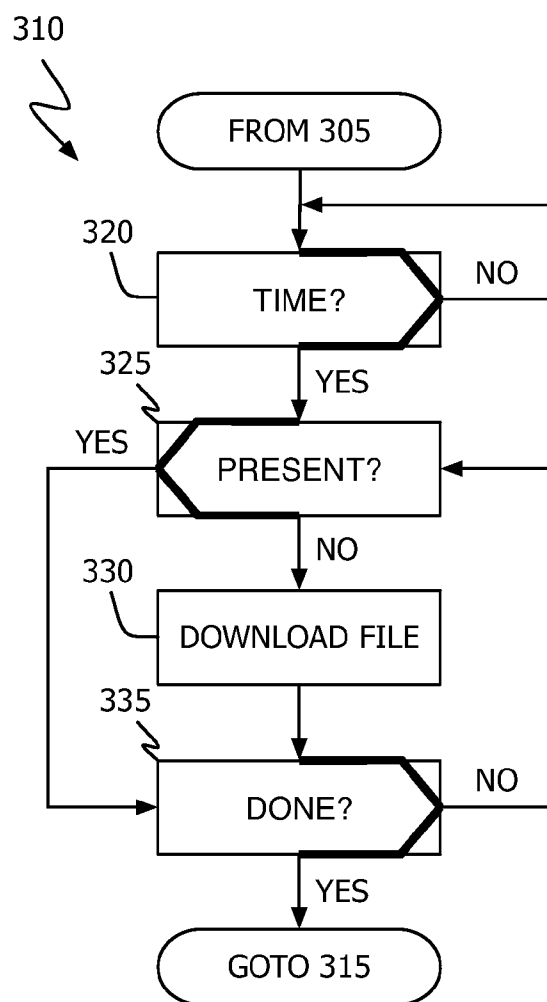 310
FROM 305
320
TIME?
NO
YES
325
YES
PRESENT?
NO
330
DOWNLOAD FILE
335
DONE?
NO
YES
GOTO 315